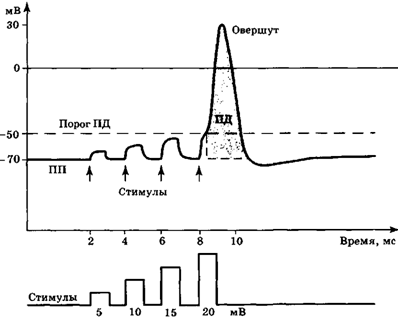 мВ
30
Овершут
0
Порог ПД
ПД
−50
−70
ПП
Стимулы
2 4 6 8 10 Время, мс
Стимулы
5 10 15 20 мВ